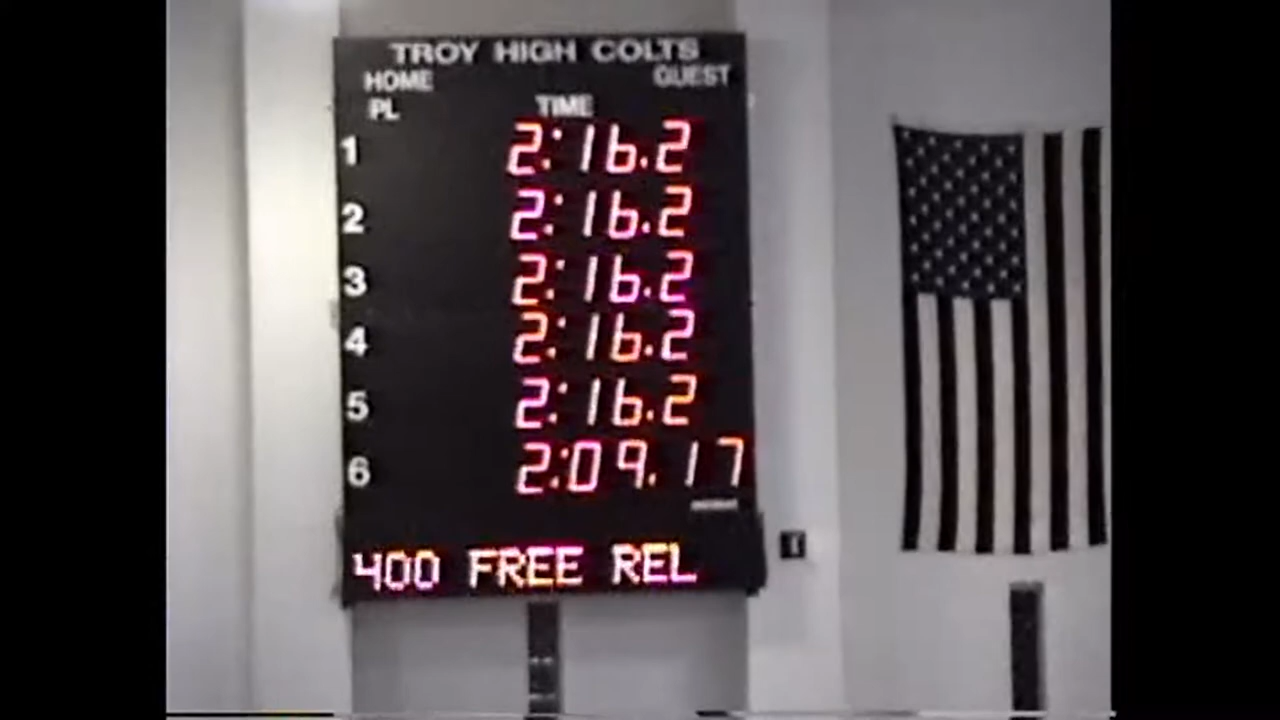 TROY HIGH COLTS
HOME GUEST
PL TIME
1 2:16.2
2 2:16.2
3 2:16.2
4 2:16.2
5 2:16.2
6 2:09.17
400 FREE REL